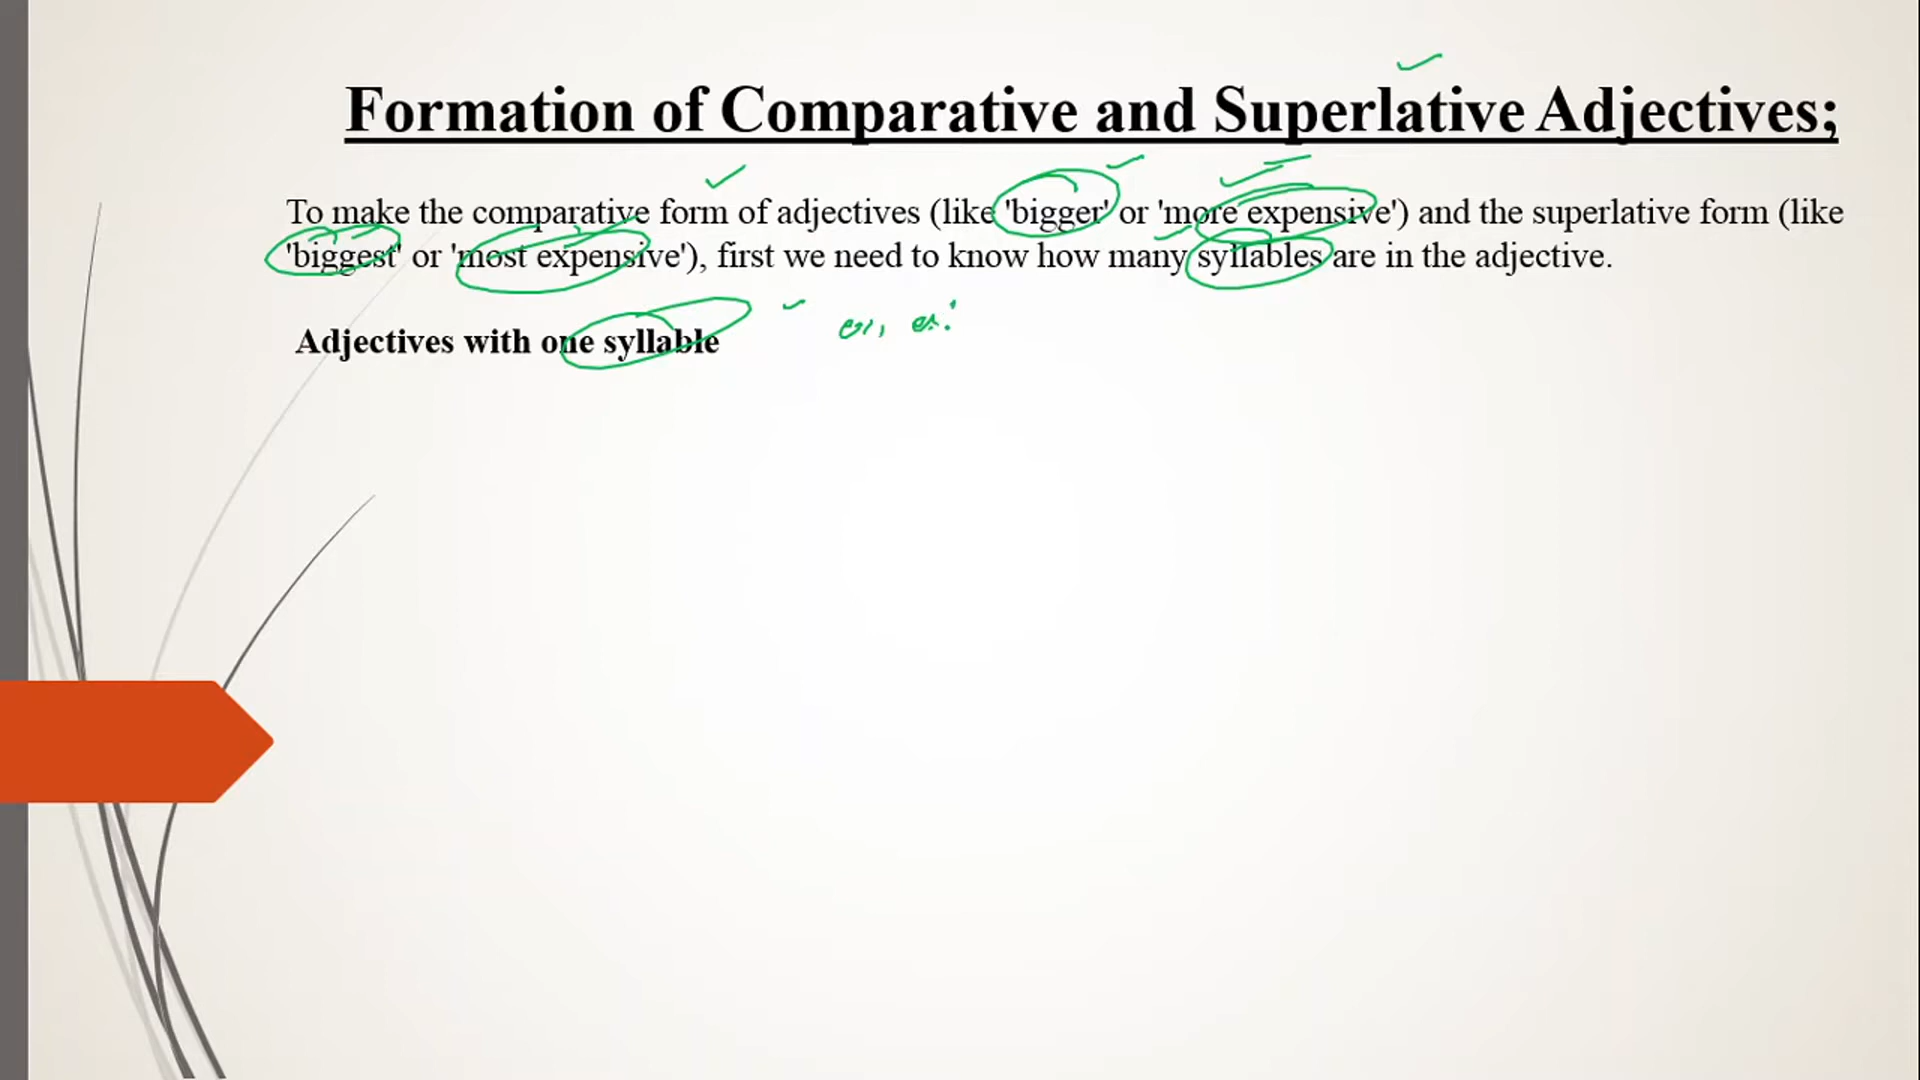 Formation of Comparative and Superlative Adjectives;
To make the comparative form of adjectives (like 'bigger' or 'more expensive') and the superlative form (like
'biggest' or 'most expensive'), first we need to know how many syllables are in the adjective.
Adjectives with one syllable